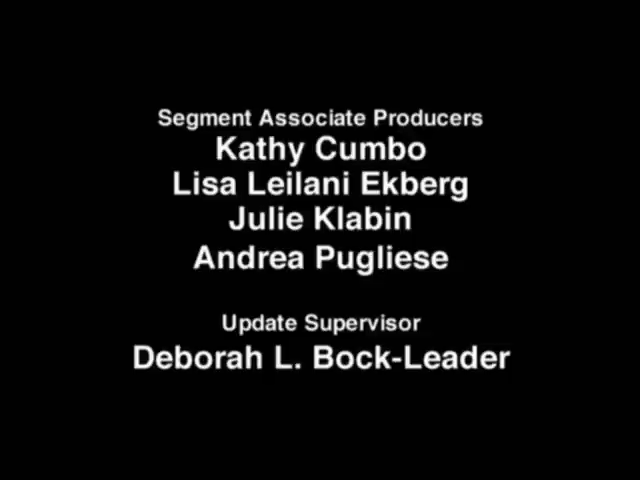 Segment Associate Producers
Kathy Cumbo
Lisa Leilani Ekberg
Julie Klabin
Andrea Pugliese
Update Supervisor
Deborah L. Bock-Leader